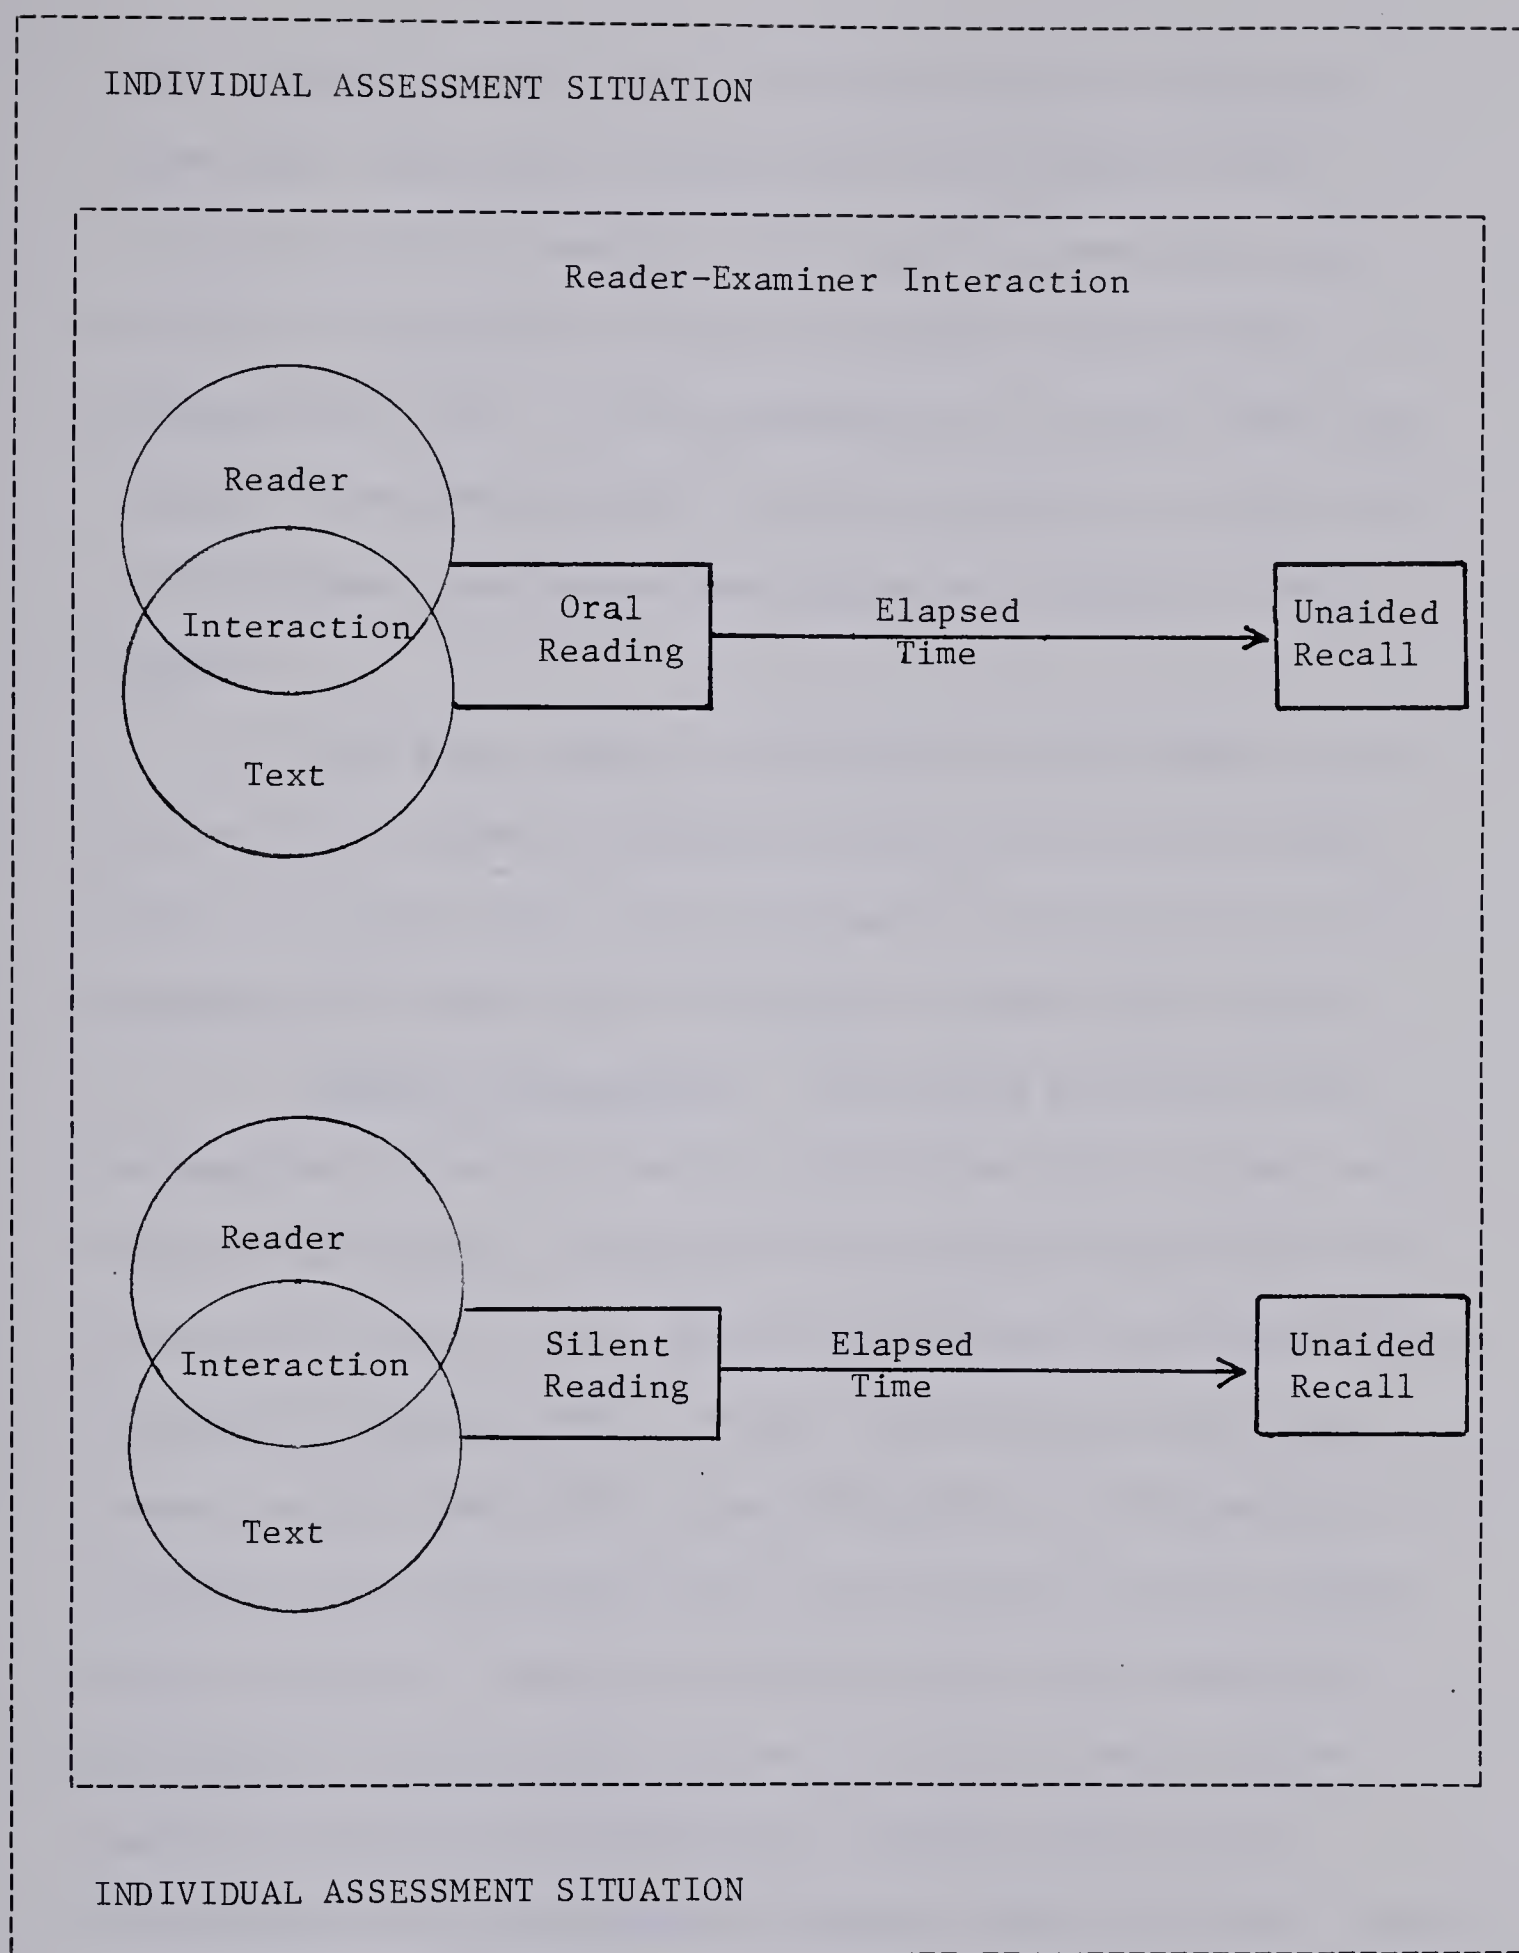 INDIVIDUAL ASSESSMENT SITUATION
Reader-Examiner Interaction
Reader
Interaction
Text
Oral
Reading
Elapsed
Time
Unaided
Recall
Reader
Interaction
Text
Silent
Reading
Elapsed
Time
Unaided
Recall
INDIVIDUAL ASSESSMENT SITUATION